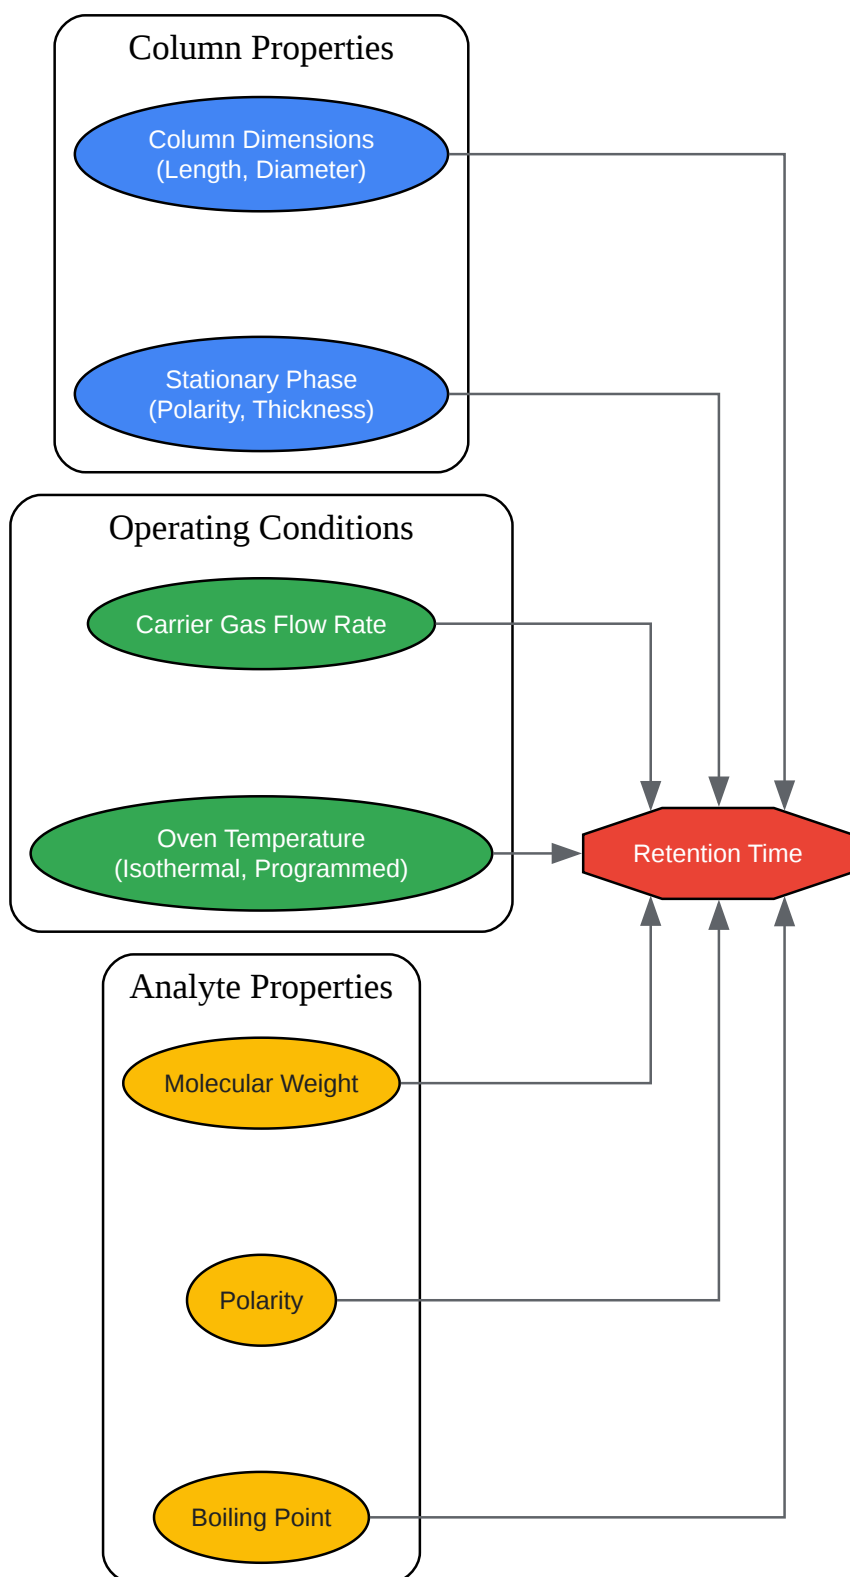 Column Properties
Column Dimensions
(Length, Diameter)
Stationary Phase
(Polarity, Thickness)
Operating Conditions
Carrier Gas Flow Rate
Oven Temperature
(Isothermal, Programmed)
Retention Time
Analyte Properties
Molecular Weight
Polarity
Boiling Point